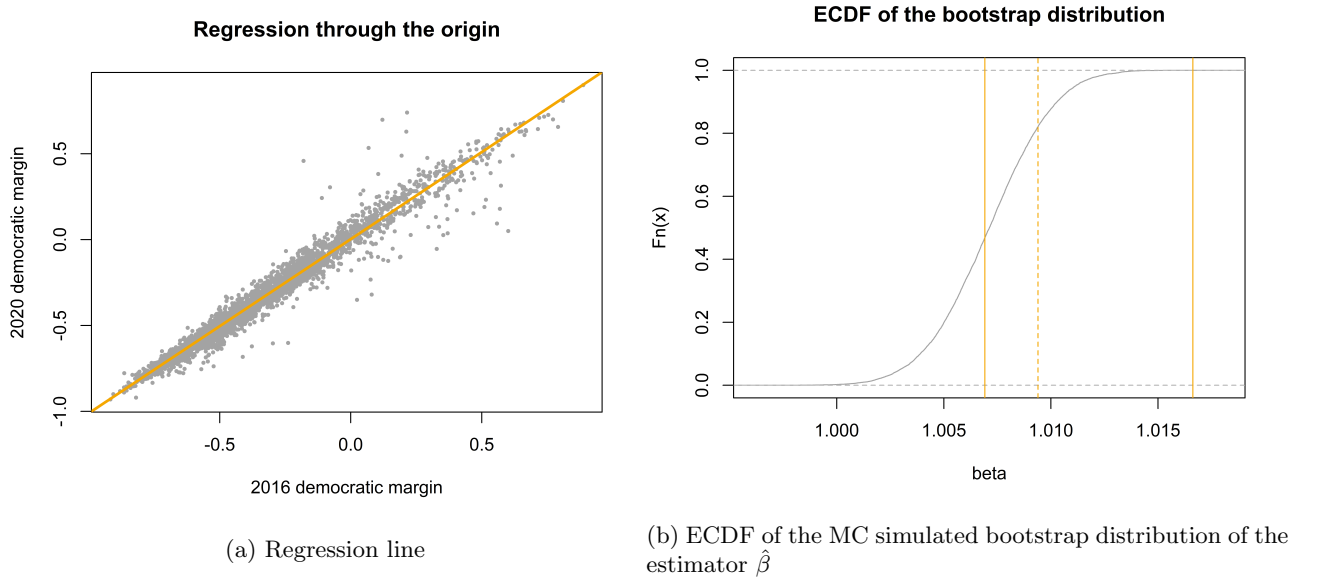 Regression through the origin
2020 democratic margin
0.5
0.0
-0.5
-1.0
-0.5
0.0
0.5
2016 democratic margin
(a) Regression line
ECDF of the bootstrap distribution
Fn(x)
1.0
0.8
0.6
0.4
0.2
0.0
1.000
1.005
1.010
1.015
beta
(b) ECDF of the MC simulated bootstrap distribution of the
estimator β̂